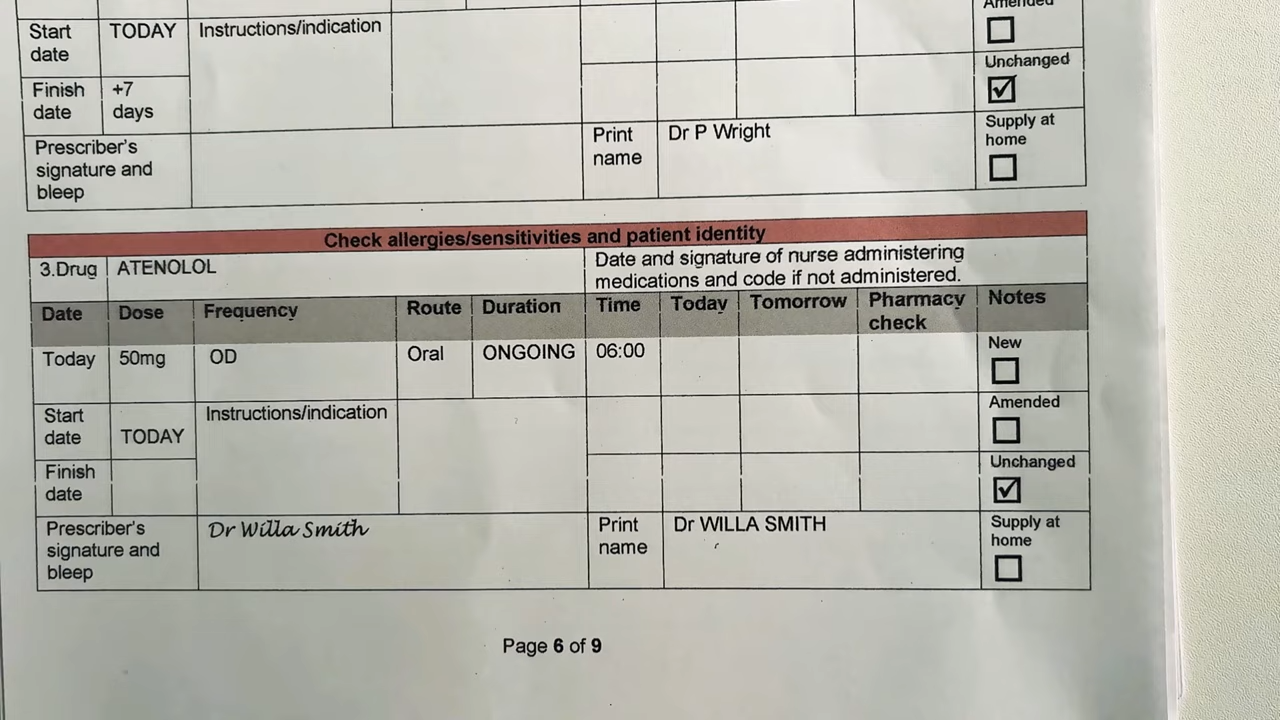 Amended
Start date
TODAY
Instructions/indication
Unchanged
Finish date
+7 days
Supply at home
Prescriber's signature and bleep
Print name
Dr P Wright
Check allergies/sensitivities and patient identity
3.Drug
ATENOLOL
Date and signature of nurse administering
medications and code if not administered.
Date Dose Frequency Route Duration Time Today Tomorrow Pharmacy check Notes
Today 50mg OD Oral ONGOING 06:00
New
Start date
TODAY
Instructions/indication
Amended
Finish date
Unchanged
Prescriber's signature and bleep
Dr Willa Smith
Print name
Dr WILLA SMITH
Supply at home
Page 6 of 9